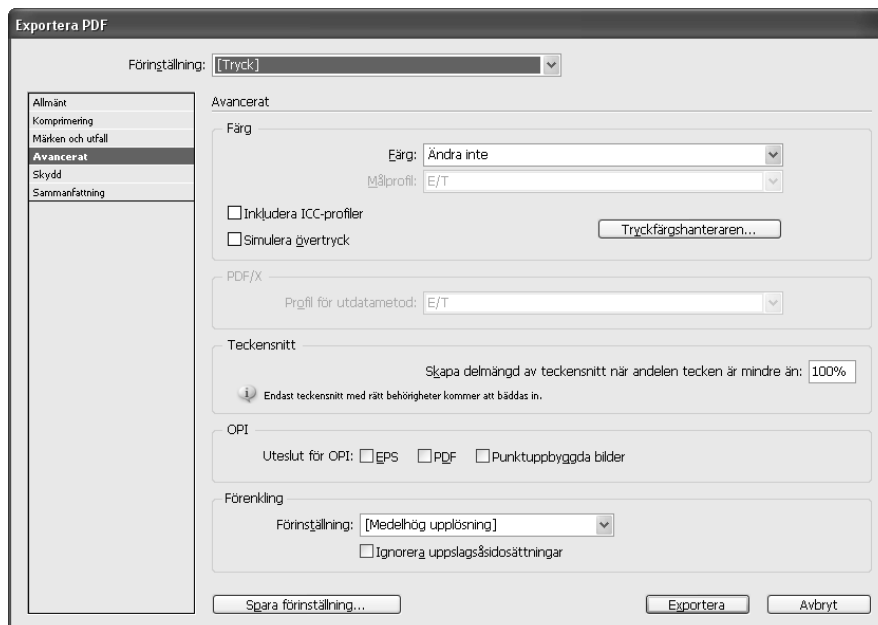 Exportera PDF
Förinställning: [Tryck]
Allmänt
Komprimering
Märken och utfall
Avancerat
Skydd
Sammanfattning
Avancerat
Färg
Färg: Ändra inte
Målprofil: E/T
Inkludera ICC-profiler
Simulera övertryck
Tryckfärgshanteraren...
PDF/X
Profil för utdatametod: E/T
Teckensnitt
Skapa delmängd av teckensnitt när andelen tecken är mindre än: 100%
Endast teckensnitt med rätt behörigheter kommer att bäddas in.
OPI
Uteslut för OPI: EPS PDF Punktuppbyggda bilder
Förenkling
Förinställning: [Medelhög upplösning]
Ignorera uppslagsåsidosättningar
Spara förinställning... Exportera Avbryt